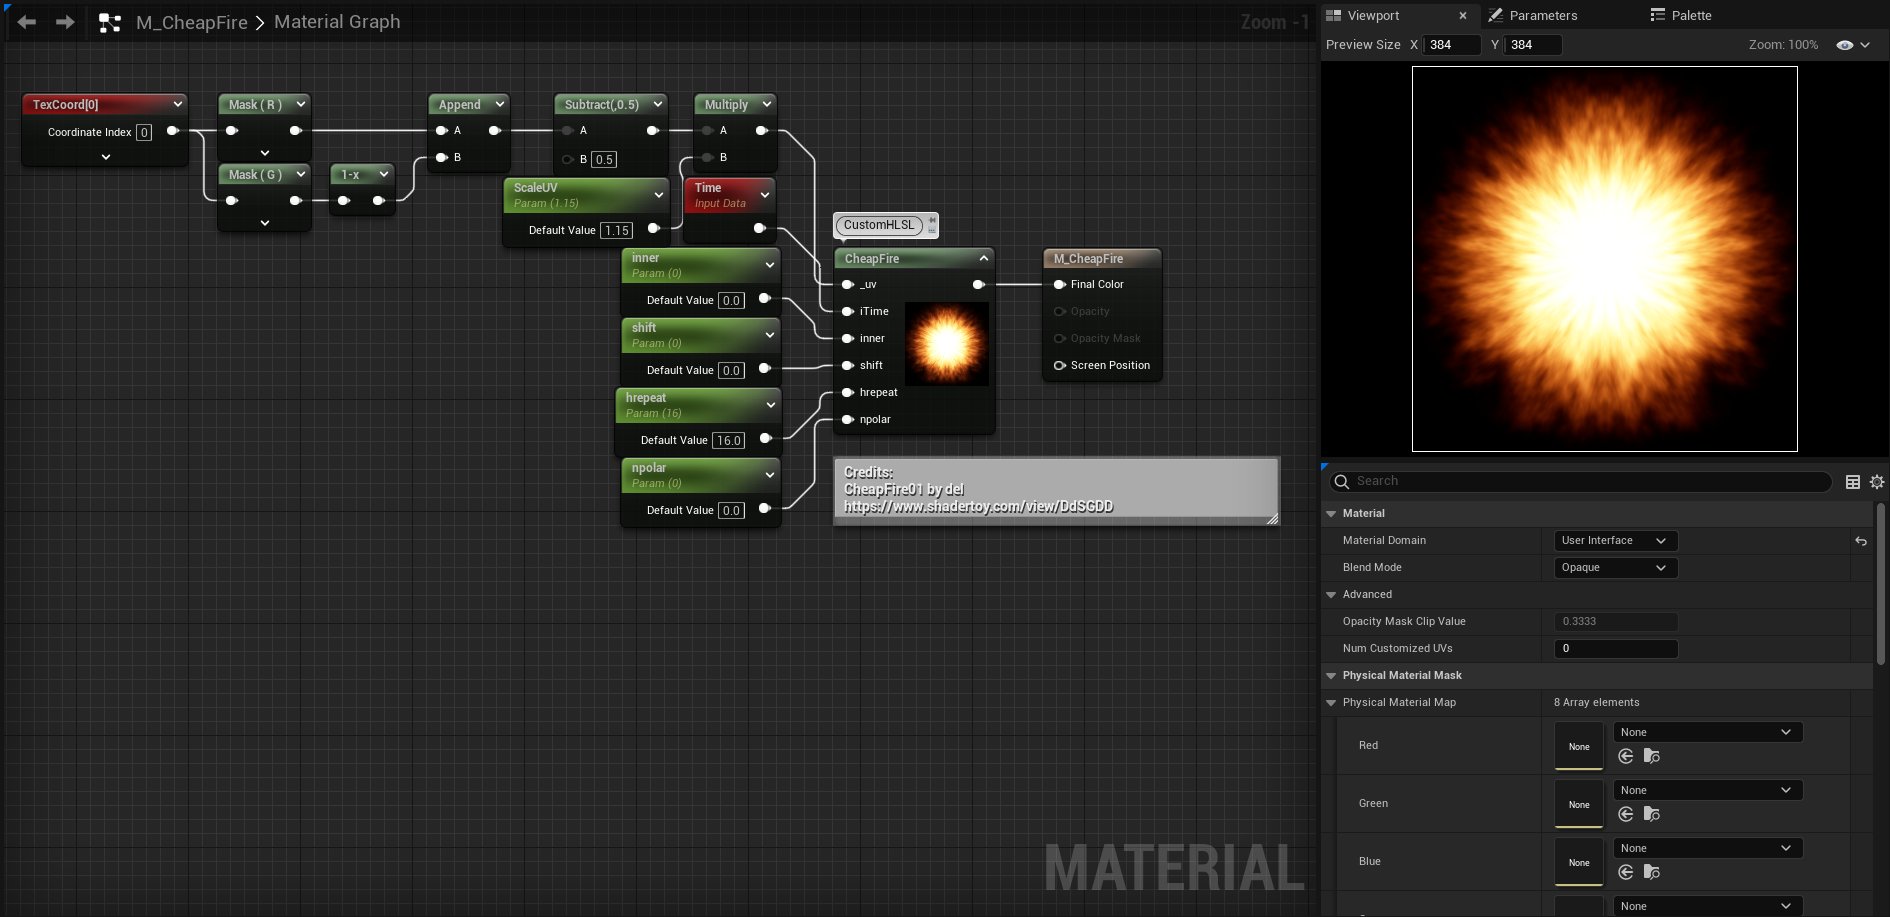 M_CheapFire > Material Graph
Zoom -1
TexCoord[0]
Coordinate Index 0
Mask ( R )
Mask ( G )
1-x
Append
A
B
Subtract(,0.5)
A
B 0.5
Multiply
A
B
ScaleUV
Param (1.15)
Default Value 1.15
Time
Input Data
inner
Param (0)
Default Value 0.0
shift
Param (0)
Default Value 0.0
hrepeat
Param (16)
Default Value 16.0
npolar
Param (0)
Default Value 0.0
CustomHLSL
CheapFire
_uv
iTime
inner
shift
hrepeat
npolar
M_CheapFire
Final Color
Opacity
Opacity Mask
Screen Position
Credits:
CheapFire01 by del
https://www.shadertoy.com/view/DdSGDD
MATERIAL
Viewport
Parameters
Palette
Preview Size X 384 Y 384
Zoom: 100%
Search
Material
Material Domain User Interface
Blend Mode Opaque
Advanced
Opacity Mask Clip Value 0.3333
Num Customized UVs 0
Physical Material Mask
Physical Material Map 8 Array elements
Red None None
Green None None
Blue None None
None